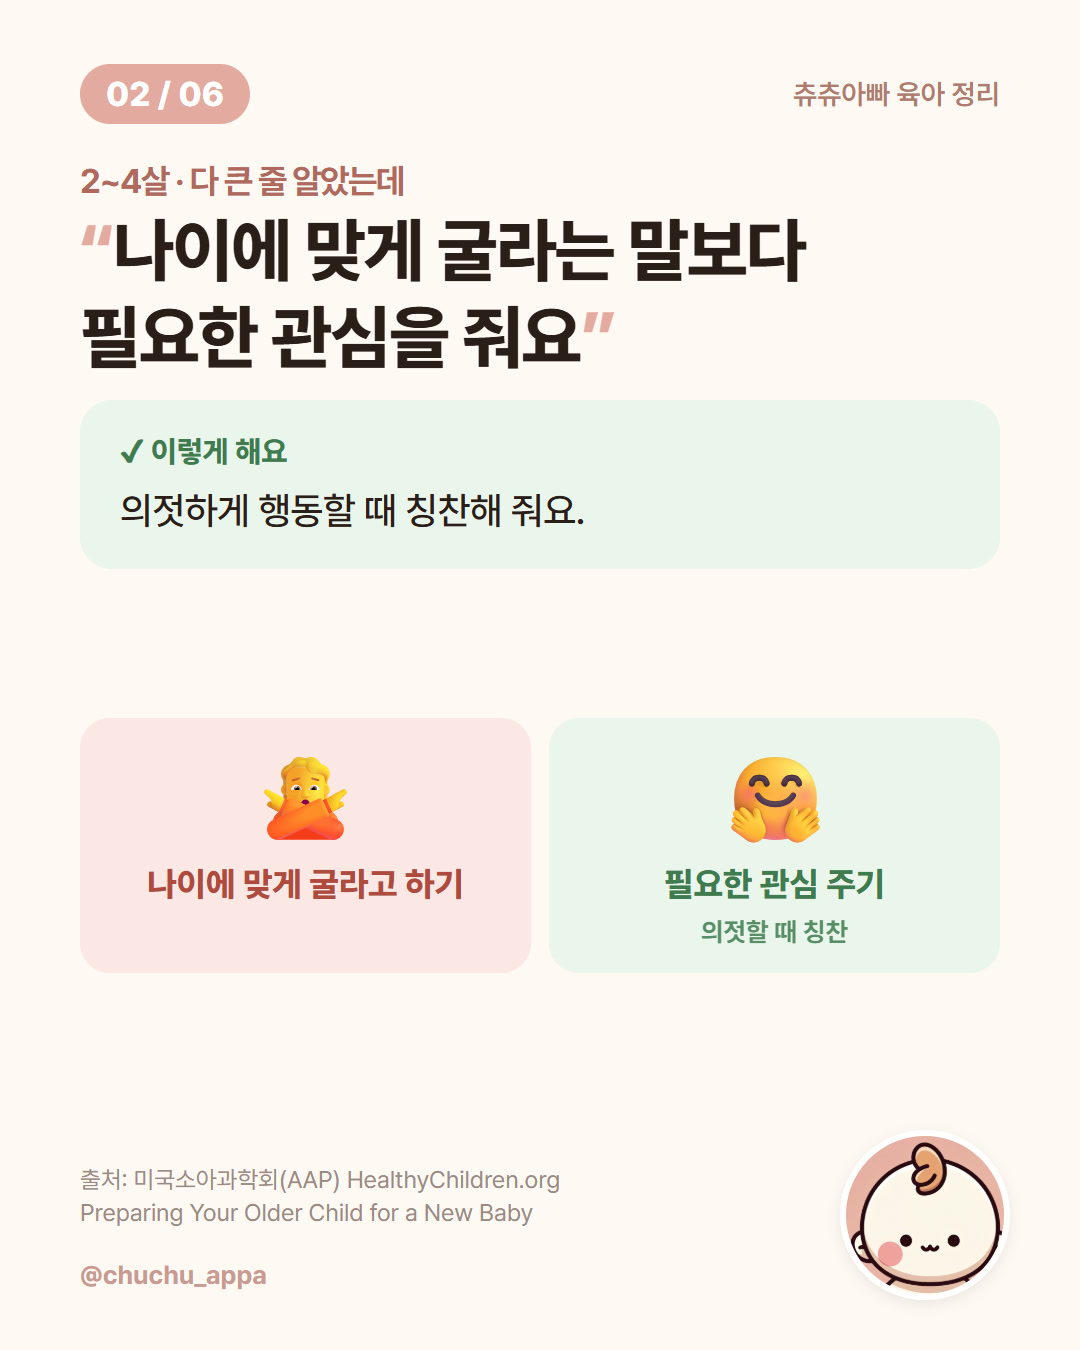 02 / 06
츄츄아빠 육아 정리
2~4살 · 다 큰 줄 알았는데
“나이에 맞게 굴라는 말보다
필요한 관심을 줘요”
✔ 이렇게 해요
의젓하게 행동할 때 칭찬해 줘요.
나이에 맞게 굴라고 하기
필요한 관심 주기
의젓할 때 칭찬
출처: 미국소아과학회(AAP) HealthyChildren.org
Preparing Your Older Child for a New Baby
@chuchu_appa